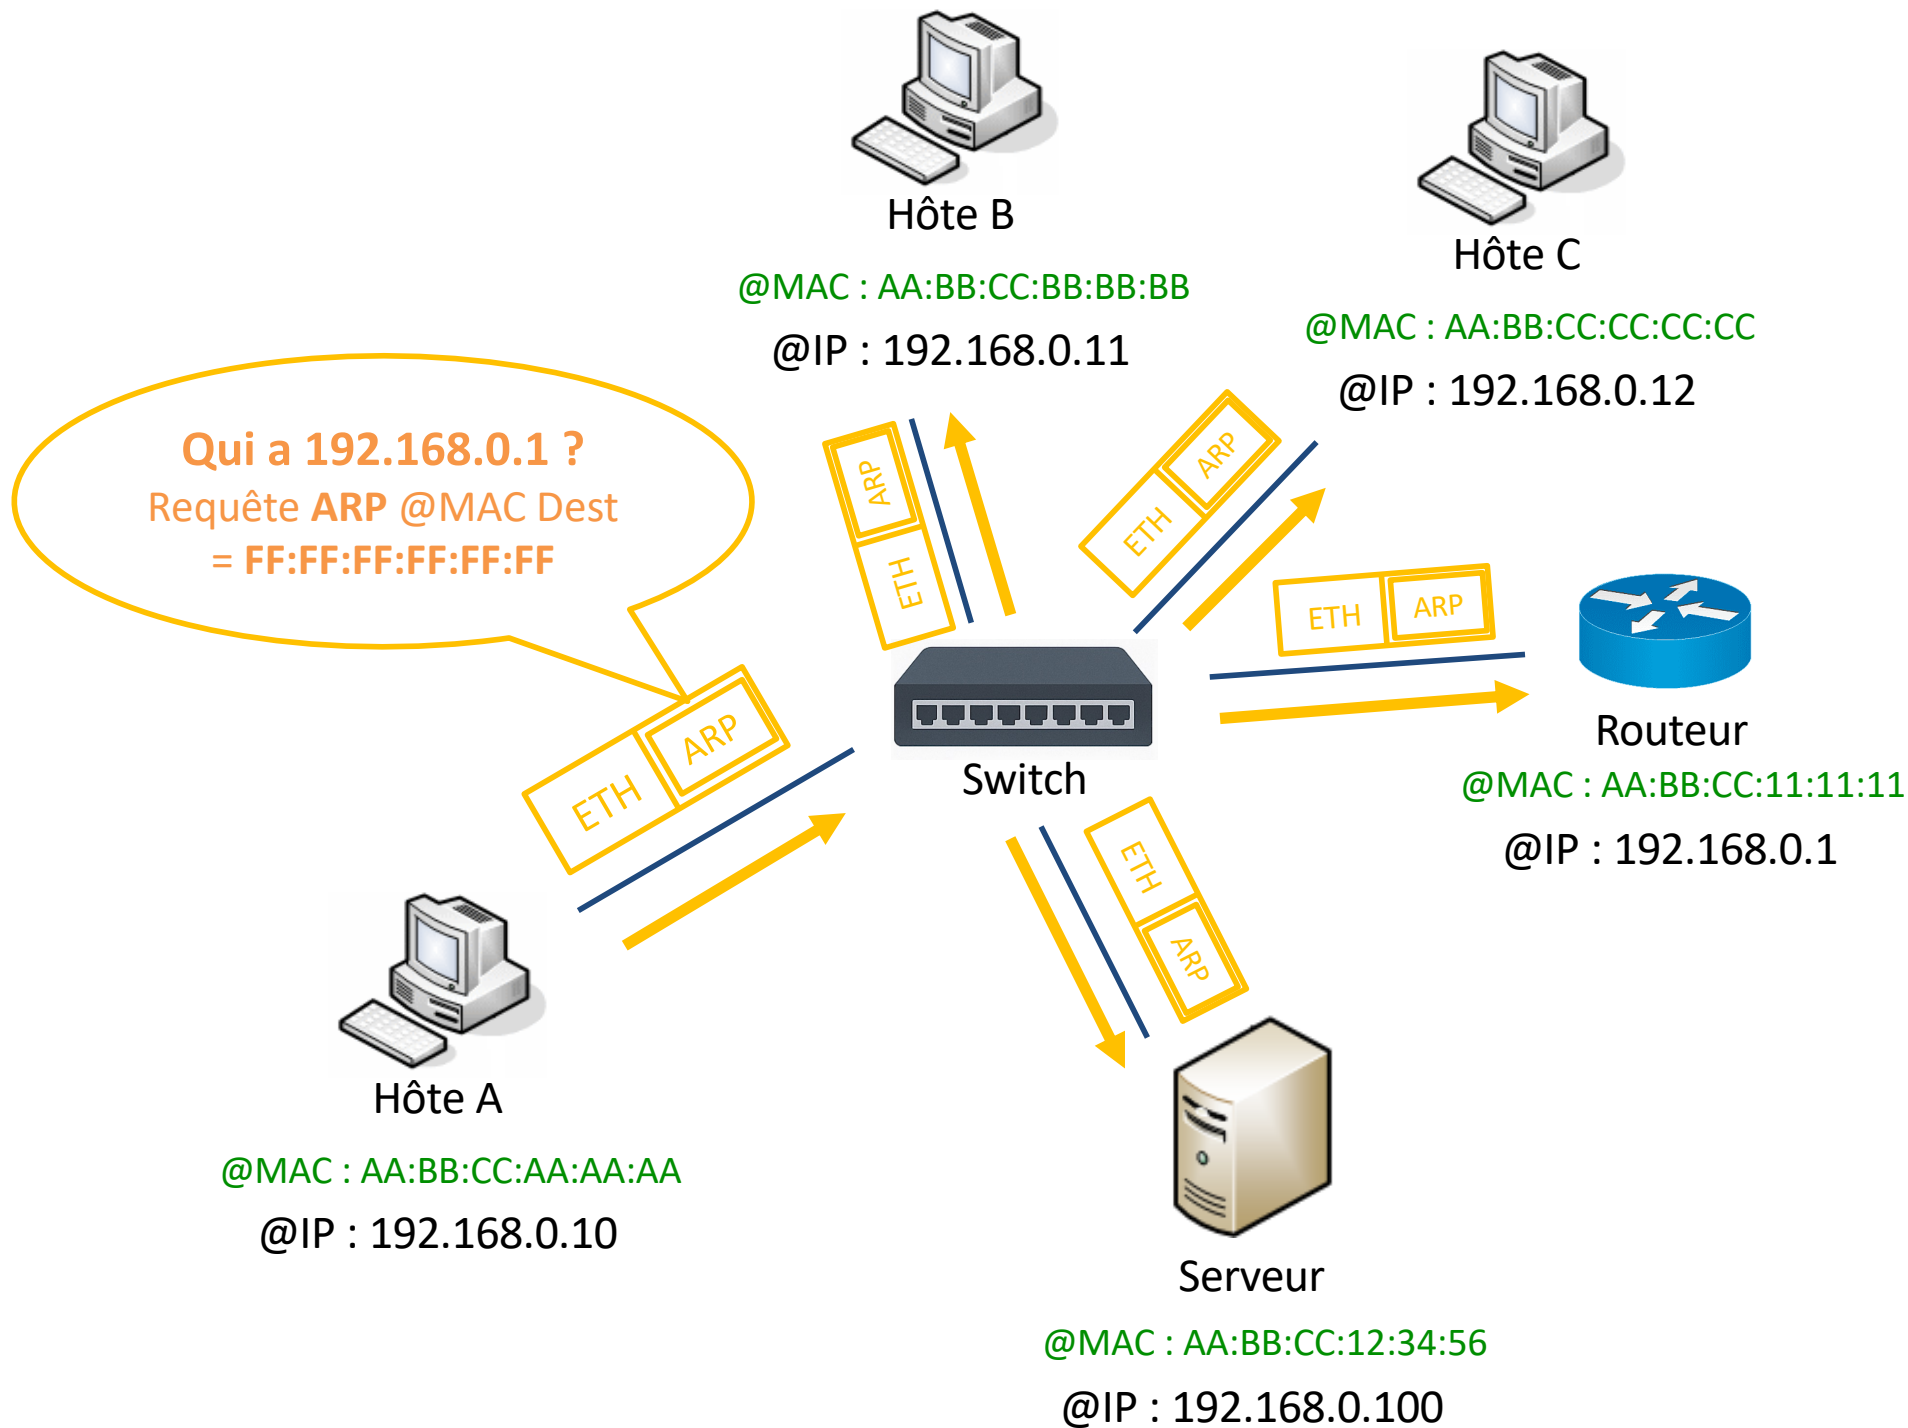 Hôte B
@MAC : AA:BB:CC:BB:BB:BB
@IP : 192.168.0.11
Hôte C
@MAC : AA:BB:CC:CC:CC:CC
@IP : 192.168.0.12
Qui a 192.168.0.1 ?
Requête ARP @MAC Dest
= FF:FF:FF:FF:FF:FF
ARP
ETH
ARP
ETH
ETH
ARP
ETH
ARP
Switch
Routeur
@MAC : AA:BB:CC:11:11:11
@IP : 192.168.0.1
ETH
ARP
Hôte A
@MAC : AA:BB:CC:AA:AA:AA
@IP : 192.168.0.10
Serveur
@MAC : AA:BB:CC:12:34:56
@IP : 192.168.0.100